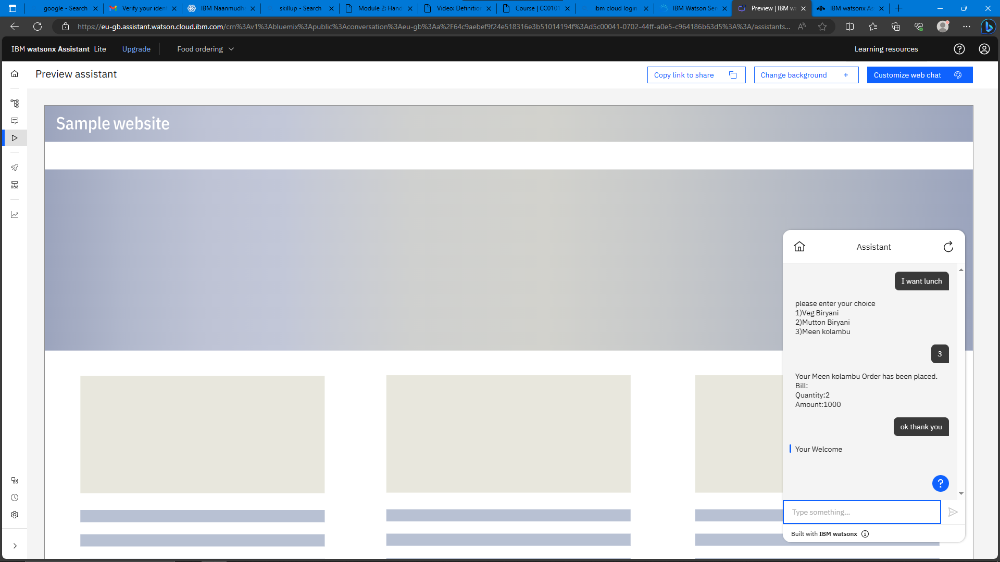 google - Search
Verify your iden
IBM Naanmudh
skillup - Search
Module 2: Hand
Video: Definition
Course | CC0101
ibm cloud login
IBM Watson Ser
Preview | IBM wa
IBM watsonx As
https://eu-gb.assistant.watson.cloud.ibm.com/crn%3Av1%3Abluemix%3Apublic%3Aconversation%3Aeu-gb%3Aa%2F64c9aebef9f24e518316e3b51014194f%3Ad5c00041-0702-44ff-a0e5-c964186b63d5%3A%3A/assistants...
IBM watsonx Assistant Lite
Upgrade
Food ordering
Learning resources
Preview assistant
Copy link to share
Change background
Customize web chat
Sample website
Assistant
I want lunch
please enter your choice
1)Veg Biryani
2)Mutton Biryani
3)Meen kolambu
3
Your Meen kolambu Order has been placed.
Bill:
Quantity:2
Amount:1000
ok thank you
Your Welcome
Type something...
Built with IBM watsonx